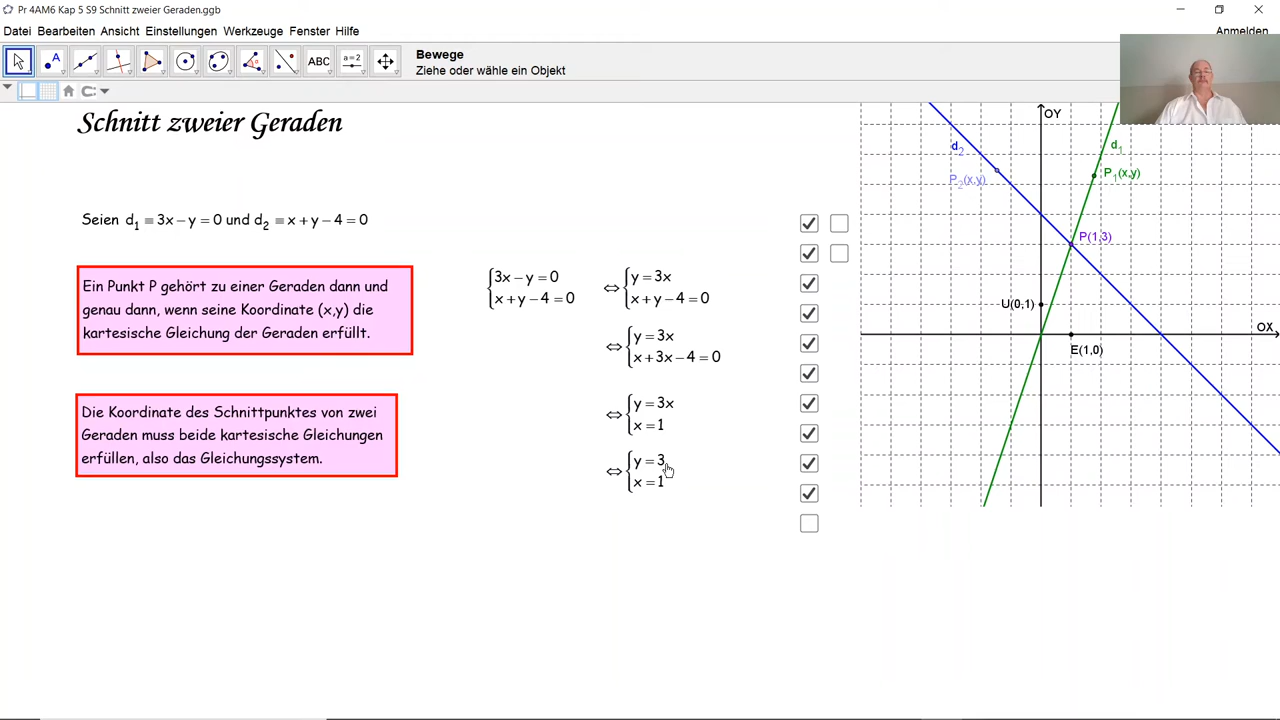 Pr 4AM6 Kap 5 S9 Schnitt zweier Geraden.ggb
Datei Bearbeiten Ansicht Einstellungen Werkzeuge Fenster Hilfe
Anmelden
A
ABC
a=2
Bewege
Ziehe oder wähle ein Objekt
Schnitt zweier Geraden
Seien d₁ ≡ 3x – y = 0 und d₂ ≡ x + y – 4 = 0
Ein Punkt P gehört zu einer Geraden dann und
genau dann, wenn seine Koordinate (x,y) die
kartesische Gleichung der Geraden erfüllt.
Die Koordinate des Schnittpunktes von zwei
Geraden muss beide kartesische Gleichungen
erfüllen, also das Gleichungssystem.
3x – y = 0 ⇔ y = 3x
x + y – 4 = 0 x + y – 4 = 0
⇔ y = 3x
x + 3x – 4 = 0
⇔ y = 3x
x = 1
⇔ y = 3
x = 1
OY
d₂
d₁
P₂(x,y)
P₁(x,y)
P(1,3)
U(0,1)
OX
E(1,0)